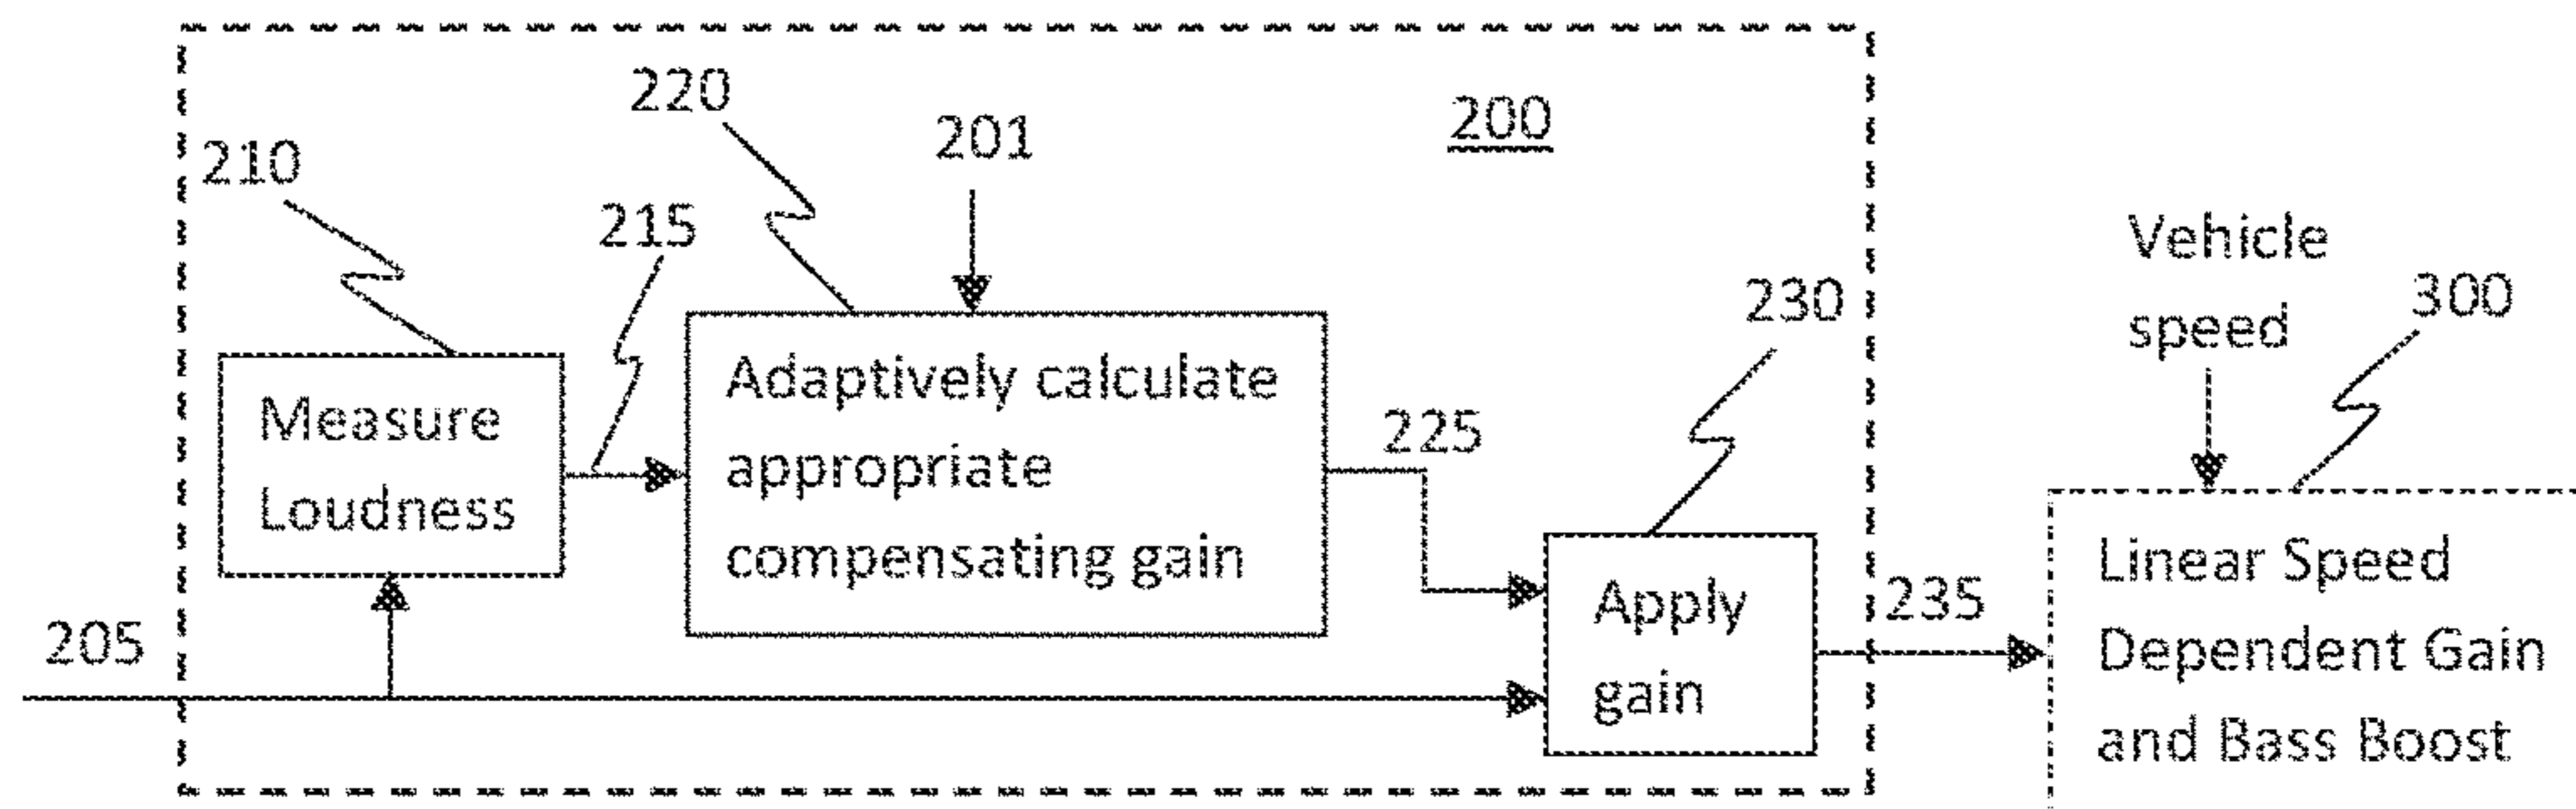 220
201
200
210
215
Measure
Loudness
Adaptively calculate
appropriate
compensating gain
225
230
Apply
gain
205
235
Vehicle
speed
300
Linear Speed
Dependent Gain
and Bass Boost